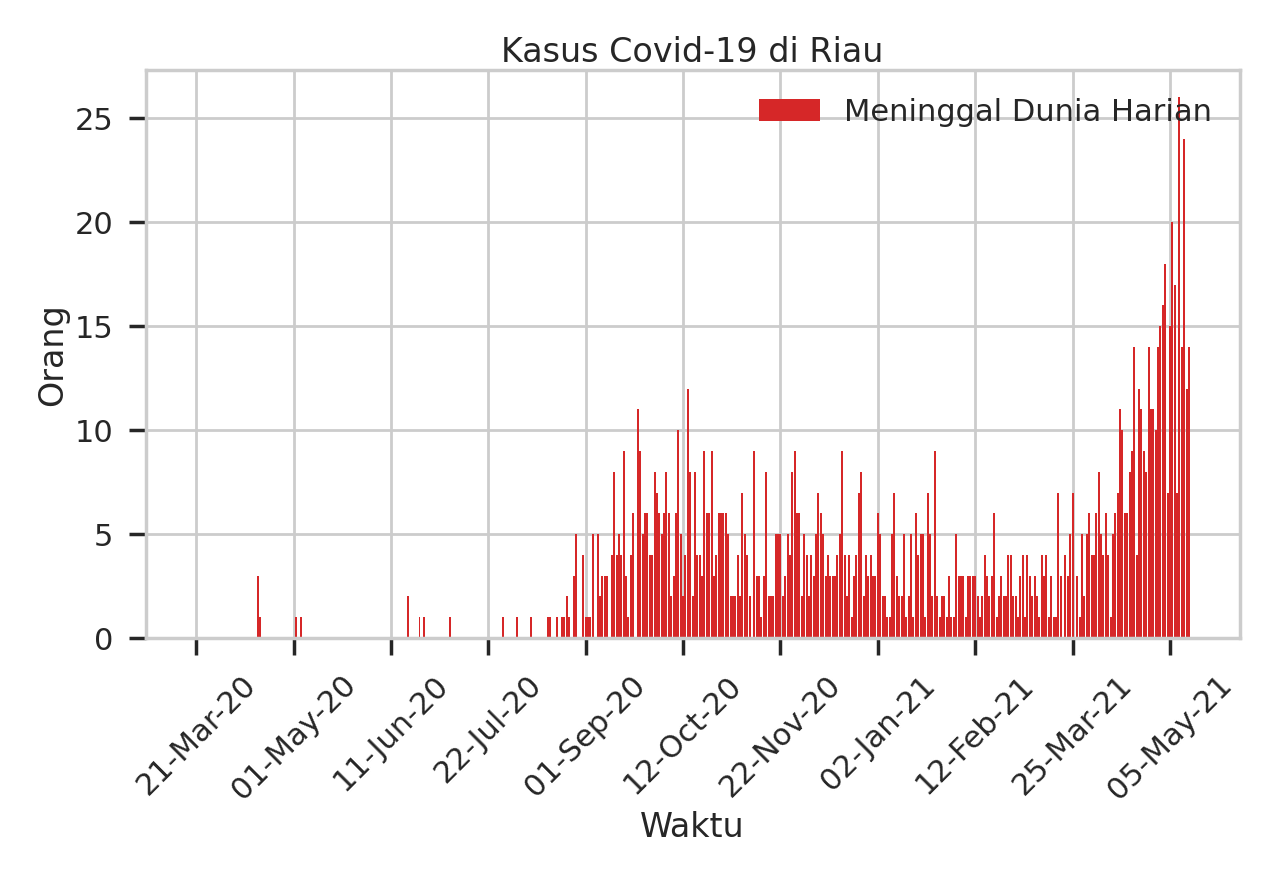 Kasus Covid-19 di Riau
Meninggal Dunia Harian
Orang
25
20
15
10
5
0
21-Mar-20
01-May-20
11-Jun-20
22-Jul-20
01-Sep-20
12-Oct-20
22-Nov-20
02-Jan-21
12-Feb-21
25-Mar-21
05-May-21
Waktu